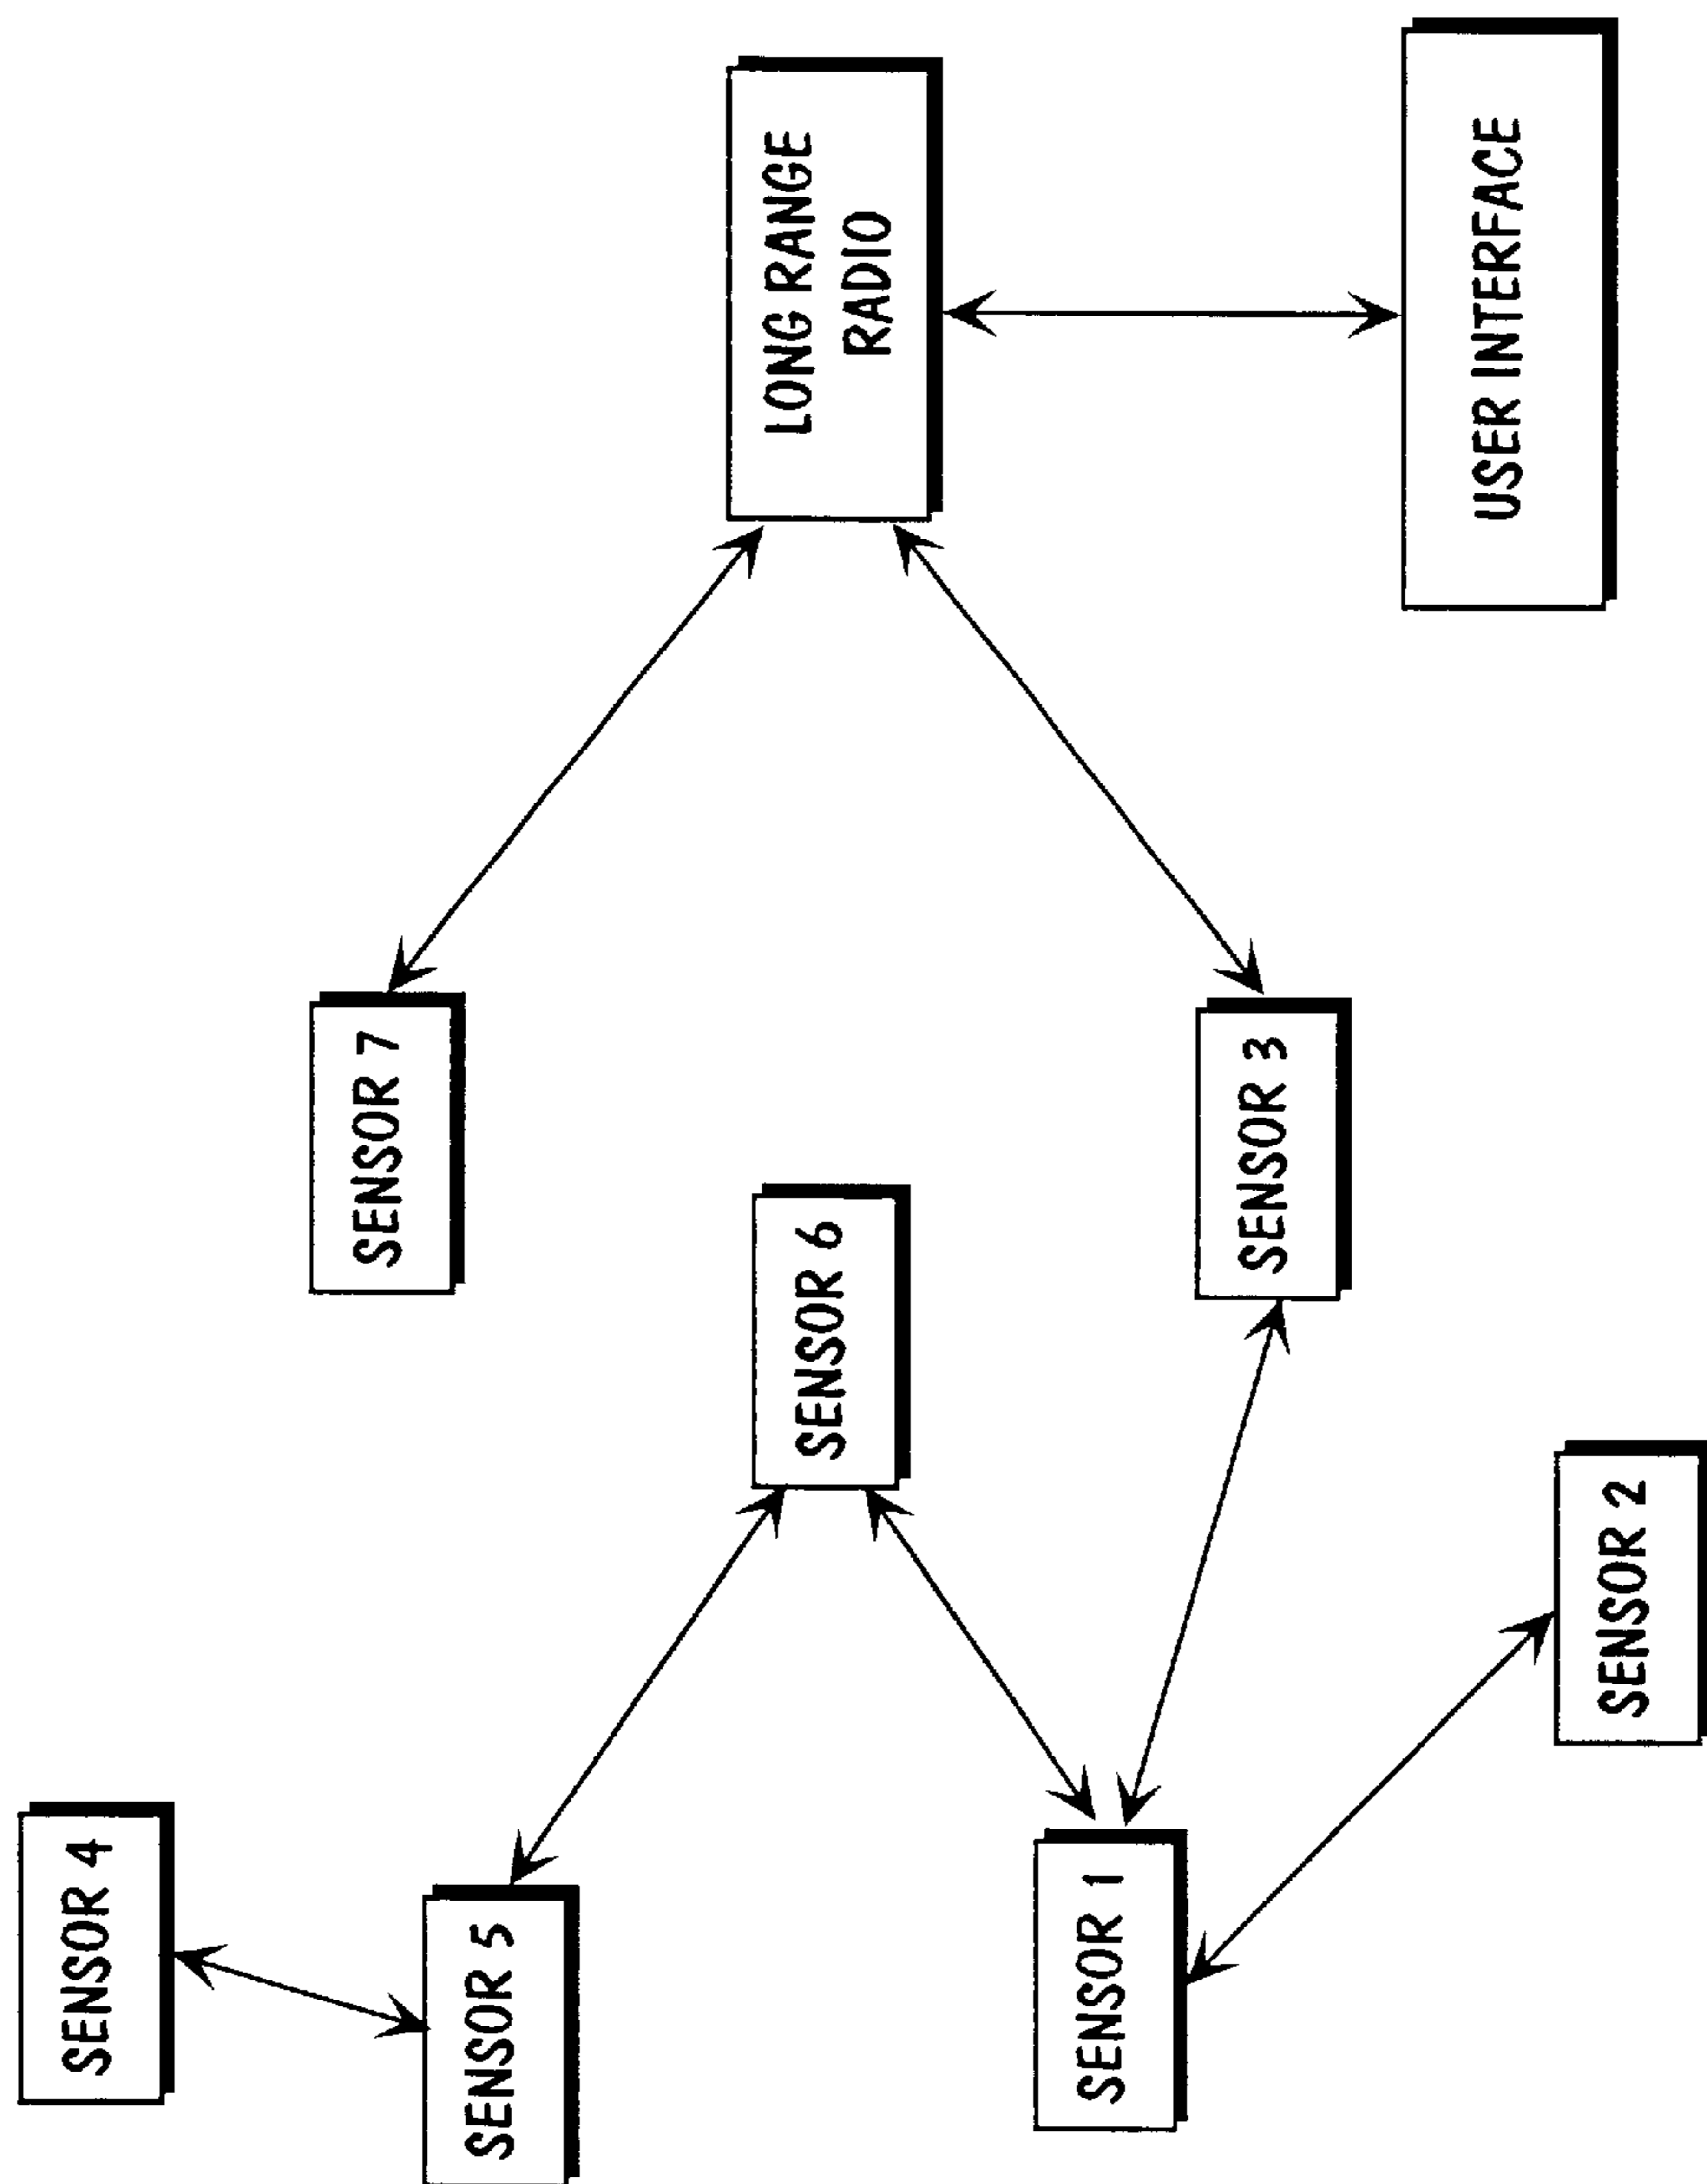 SENSOR 4
SENSOR 5
SENSOR 7
SENSOR 6
LONG RANGE
RADIO
SENSOR 1
SENSOR 3
USER INTERFACE
SENSOR 2